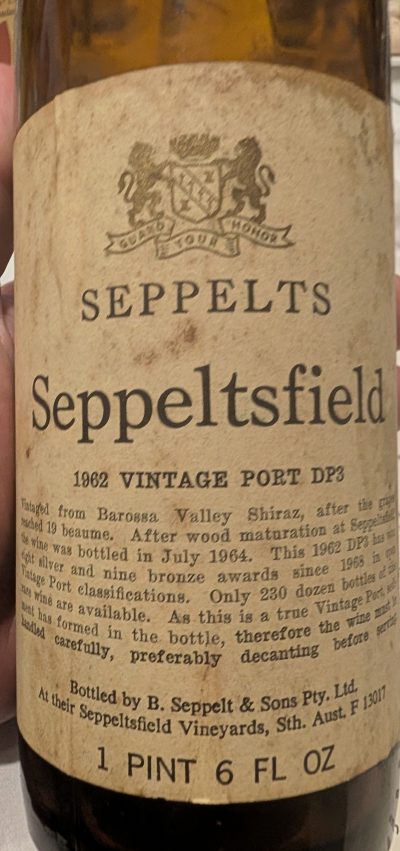 GUARD YOUR HONOR
SEPPELTS
Seppeltsfield
1962 VINTAGE PORT DP3
Vintaged from Barossa Valley Shiraz, after the grapes
reached 19 beaume. After wood maturation at Seppeltsfield
the wine was bottled in July 1964. This 1962 DP3 has won
eight silver and nine bronze awards since 1968 in open
Vintage Port classifications. Only 230 dozen bottles of this
rare wine are available. As this is a true Vintage Port,
ment has formed in the bottle, therefore the wine must be
handled carefully, preferably decanting before serving
Bottled by B. Seppelt & Sons Pty. Ltd.
At their Seppeltsfield Vineyards, Sth. Aust. F 13017
1 PINT 6 FL OZ